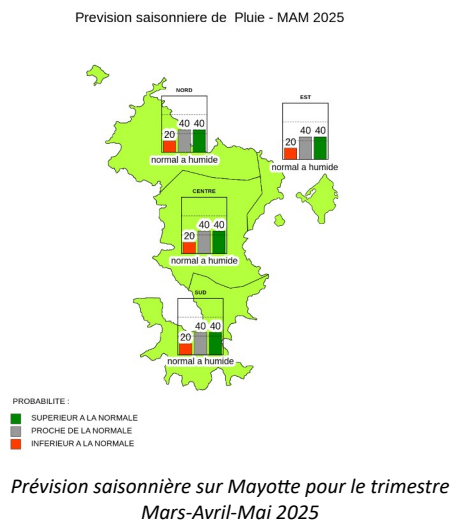 Prevision saisonniere de Pluie - MAM 2025
NORD
20 40 40
normal a humide
EST
20 40 40
normal a humide
CENTRE
20 40 40
normal a humide
SUD
20 40 40
normal a humide
PROBABILITE :
SUPERIEUR A LA NORMALE
PROCHE DE LA NORMALE
INFERIEUR A LA NORMALE
Prévision saisonnière sur Mayotte pour le trimestre
Mars-Avril-Mai 2025